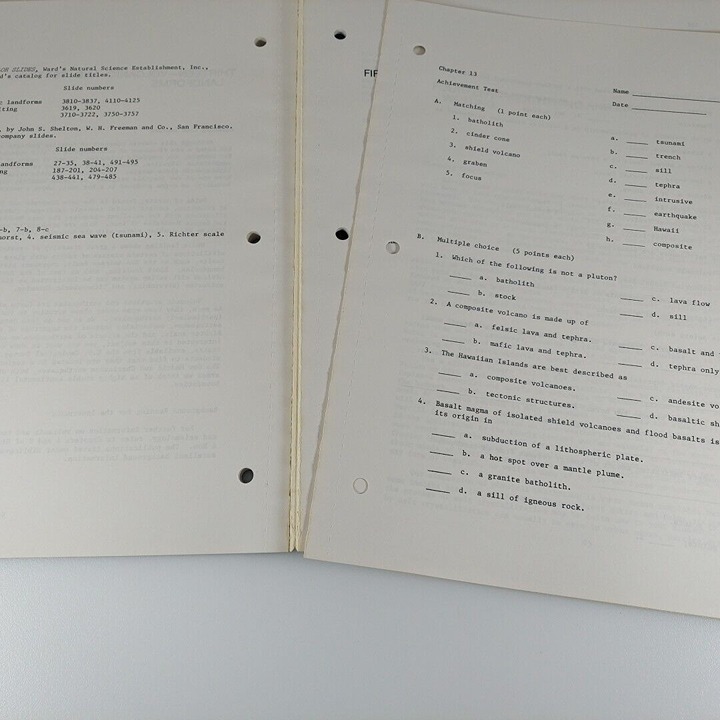 OR SLIDES, Ward's Natural Science Establishment, Inc.,
d's catalog for slide titles.
Slide numbers
c landforms 3810-3837, 4110-4125
lting 3619, 3620
3710-3722, 3750-3757
, by John S. Shelton, W. H. Freeman and Co., San Francisco.
ompany slides.
Slide numbers
landforms 27-35, 38-41, 491-495
ng 187-201, 204-207
438-441, 479-485
-b, 7-b, 8-c
horst, 4. seismic sea wave (tsunami), 5. Richter scale
FIF
Chapter 13
Achievement Test
Name
Date
A. Matching (1 point each)
1. batholith
2. cinder cone
3. shield volcano
4. graben
5. focus
a. tsunami
b. trench
c. sill
d. tephra
e. intrusive
f. earthquake
g. Hawaii
h. composite
B. Multiple choice (5 points each)
1. Which of the following is not a pluton?
a. batholith
b. stock
c. lava flow
d. sill
2. A composite volcano is made up of
a. felsic lava and tephra.
b. mafic lava and tephra.
c. basalt and
d. tephra only
3. The Hawaiian Islands are best described as
a. composite volcanoes.
b. tectonic structures.
c. andesite vo
d. basaltic sh
4. Basalt magma of isolated shield volcanoes and flood basalts is
its origin in
a. subduction of a lithospheric plate.
b. a hot spot over a mantle plume.
c. a granite batholith.
d. a sill of igneous rock.